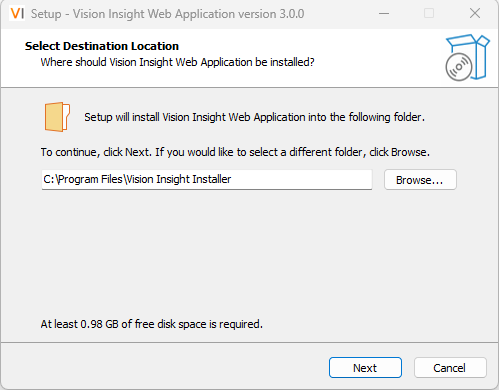 VI Setup - Vision Insight Web Application version 3.0.0
Select Destination Location
Where should Vision Insight Web Application be installed?
Setup will install Vision Insight Web Application into the following folder.
To continue, click Next. If you would like to select a different folder, click Browse.
C:\Program Files\Vision Insight Installer
Browse...
At least 0.98 GB of free disk space is required.
Next
Cancel